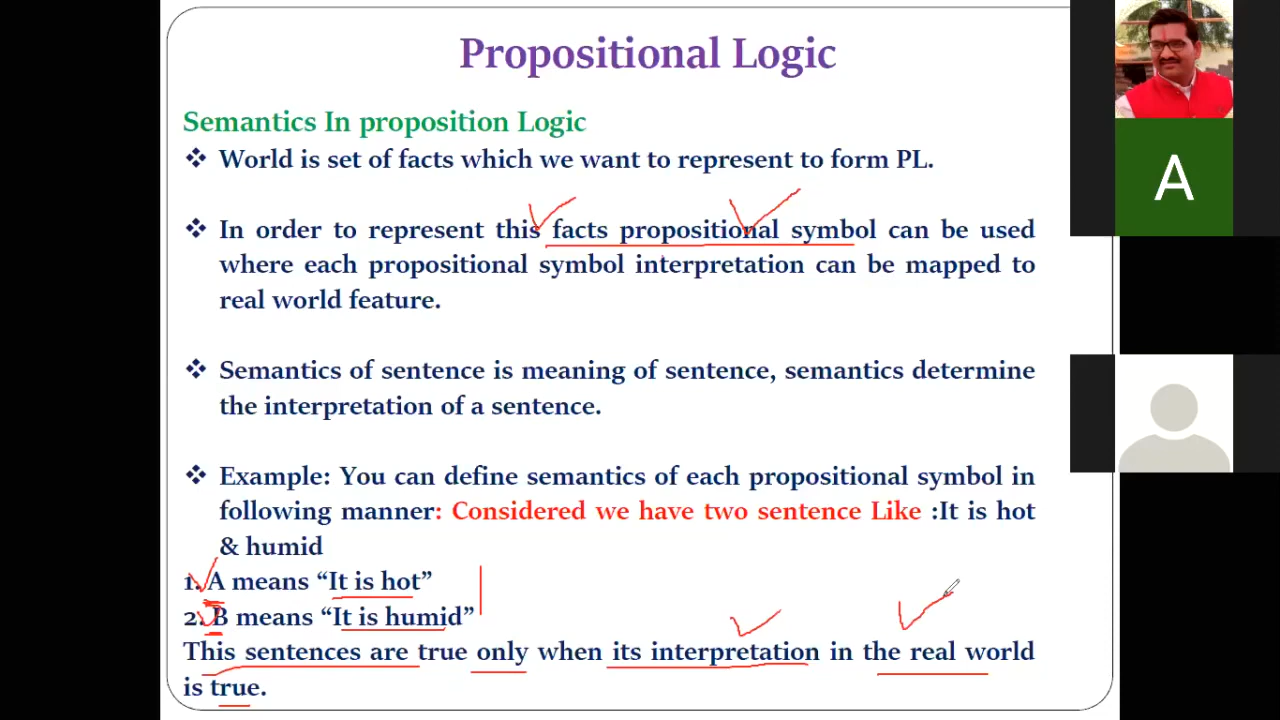 Propositional Logic
Semantics In proposition Logic
❖ World is set of facts which we want to represent to form PL.
❖ In order to represent this facts propositional symbol can be used
where each propositional symbol interpretation can be mapped to
real world feature.
❖ Semantics of sentence is meaning of sentence, semantics determine
the interpretation of a sentence.
❖ Example: You can define semantics of each propositional symbol in
following manner: Considered we have two sentence Like :It is hot
& humid
1. A means “It is hot”
2. B means “It is humid”
This sentences are true only when its interpretation in the real world
is true.
A